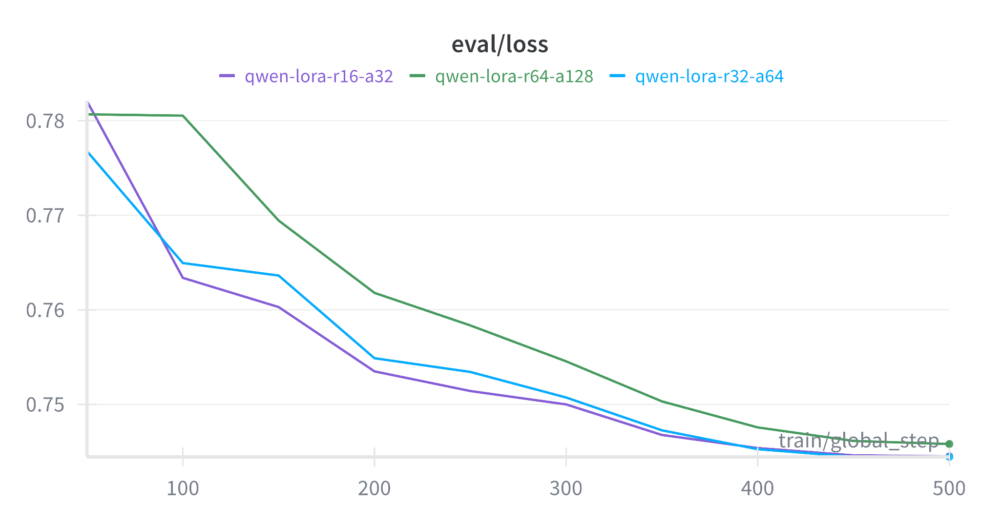 eval/loss
qwen-lora-r16-a32 qwen-lora-r64-a128 qwen-lora-r32-a64
0.78
0.77
0.76
0.75
train/global_step
100 200 300 400 500